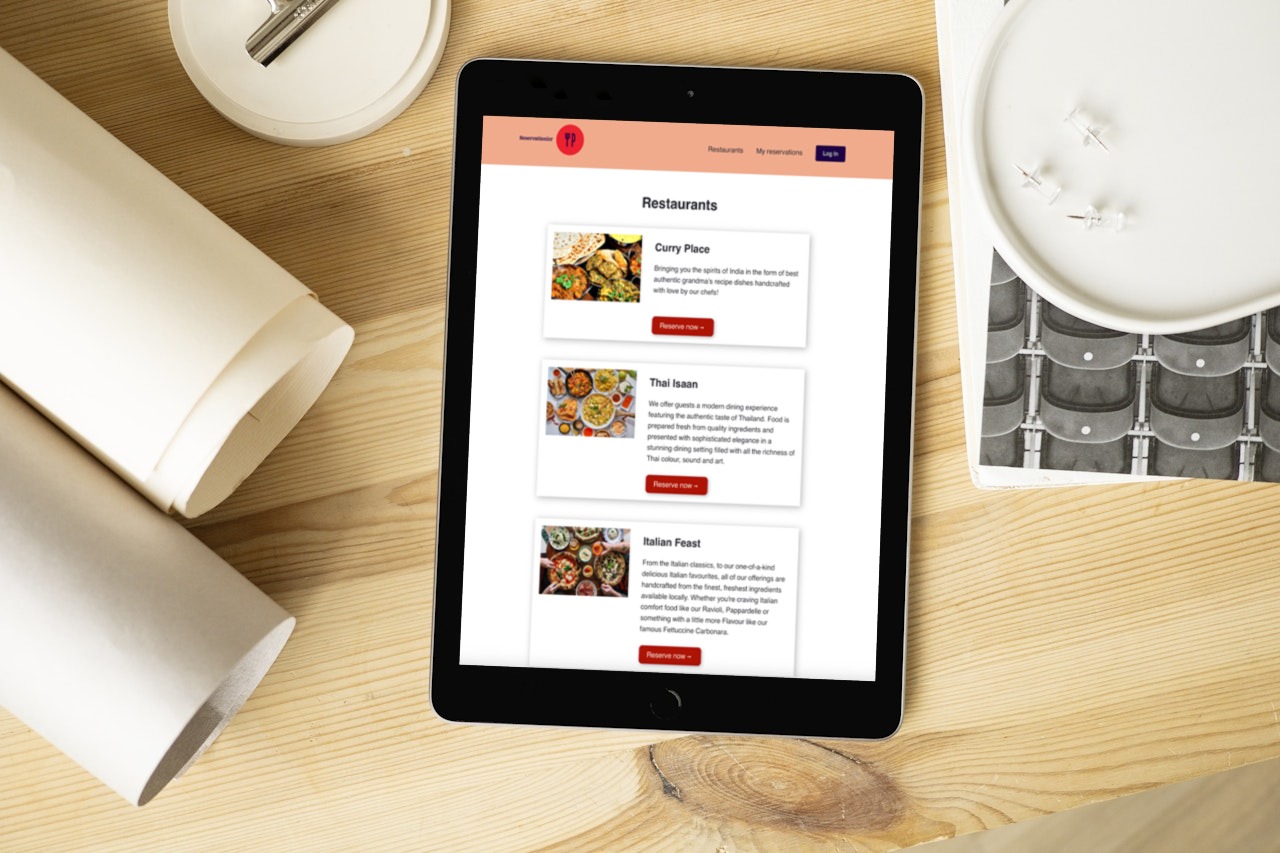 Reservationist
Restaurants
My reservations
Log In
Restaurants
Curry Place
Bringing you the spirits of India in the form of best
authentic grandma's recipe dishes handcrafted
with love by our chefs!
Reserve now →
Thai Isaan
We offer guests a modern dining experience
featuring the authentic taste of Thailand. Food is
prepared fresh from quality ingredients and
presented with sophisticated elegance in a
stunning dining setting filled with all the richness of
Thai colour, sound and art.
Reserve now →
Italian Feast
From the Italian classics, to our one-of-a-kind
delicious Italian favourites, all of our offerings are
handcrafted from the finest, freshest ingredients
available locally. Whether you're craving Italian
comfort food like our Ravioli, Pappardelle or
something with a little more Flavour like our
famous Fettuccine Carbonara.
Reserve now →